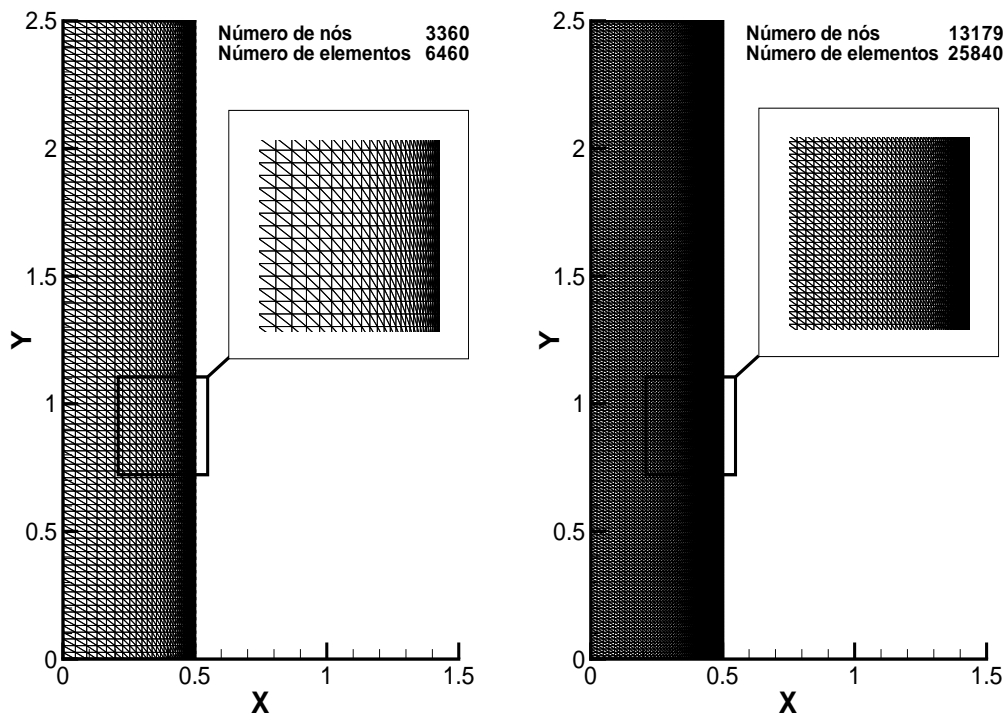 2.5
Número de nós 3360
Número de elementos 6460
2
1.5
Y
1
0.5
0
0 0.5 1 1.5
X
2.5
Número de nós 13179
Número de elementos 25840
2
1.5
Y
1
0.5
0
0 0.5 1 1.5
X